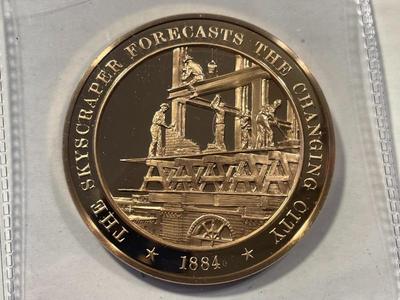 THE SKYSCRAPER FORECASTS THE CHANGING CITY
★ 1884 ★